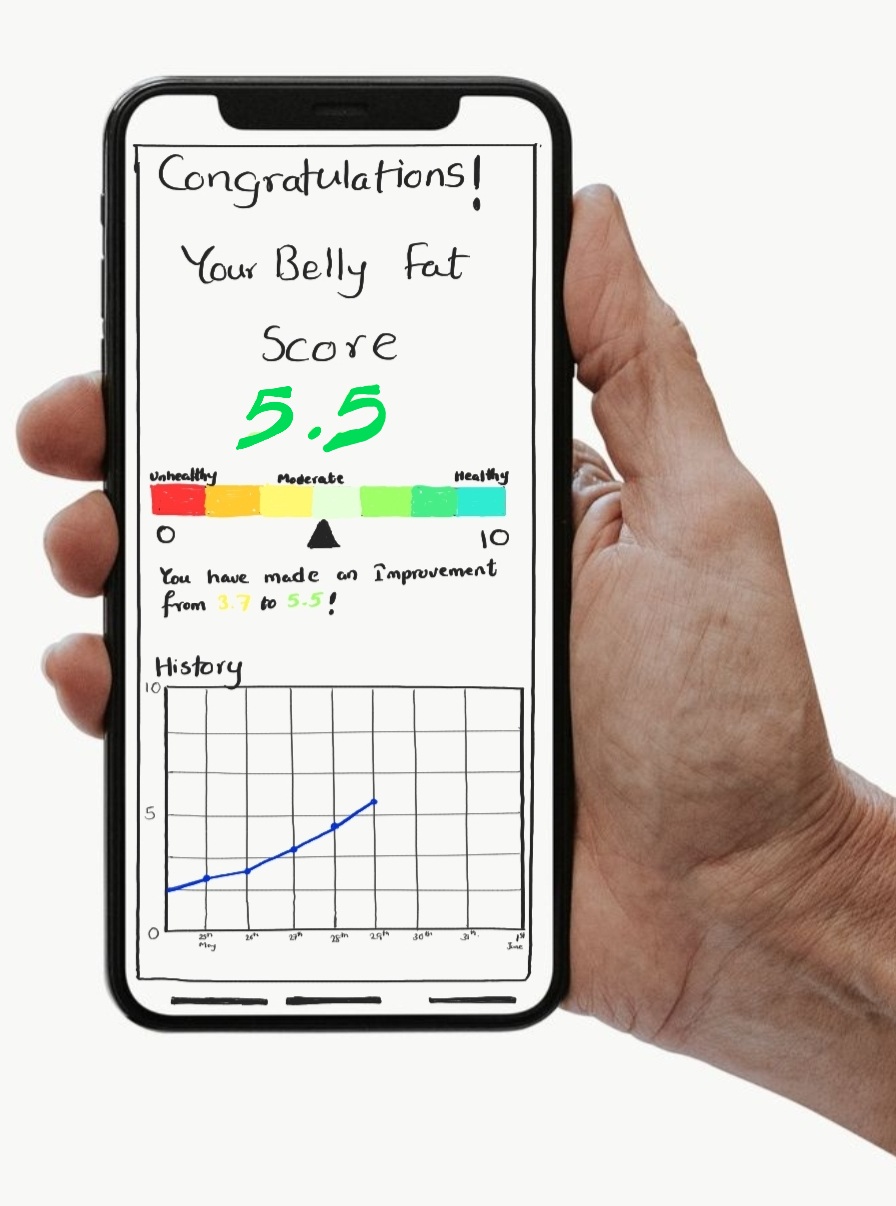 Congratulations!
Your Belly Fat
Score
5.5
Unhealthy Moderate Healthy
0 10
You have made an Improvement
from 3.7 to 5.5!
History
10
5
0
25th 26th 27th 28th 29th 30th 31th. 1st
May June